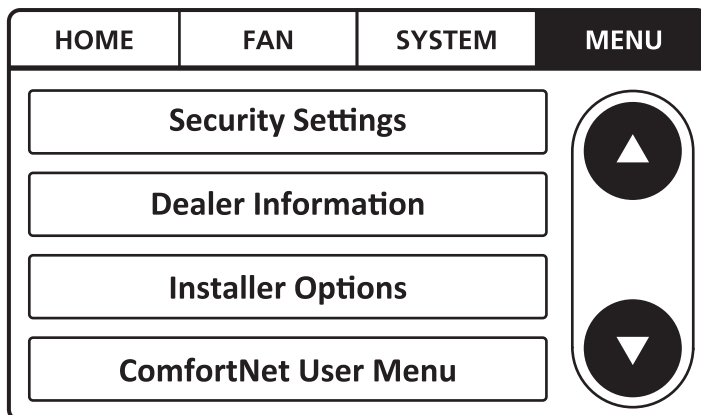 HOME FAN SYSTEM MENU
Security Settings
Dealer Information
Installer Options
ComfortNet User Menu